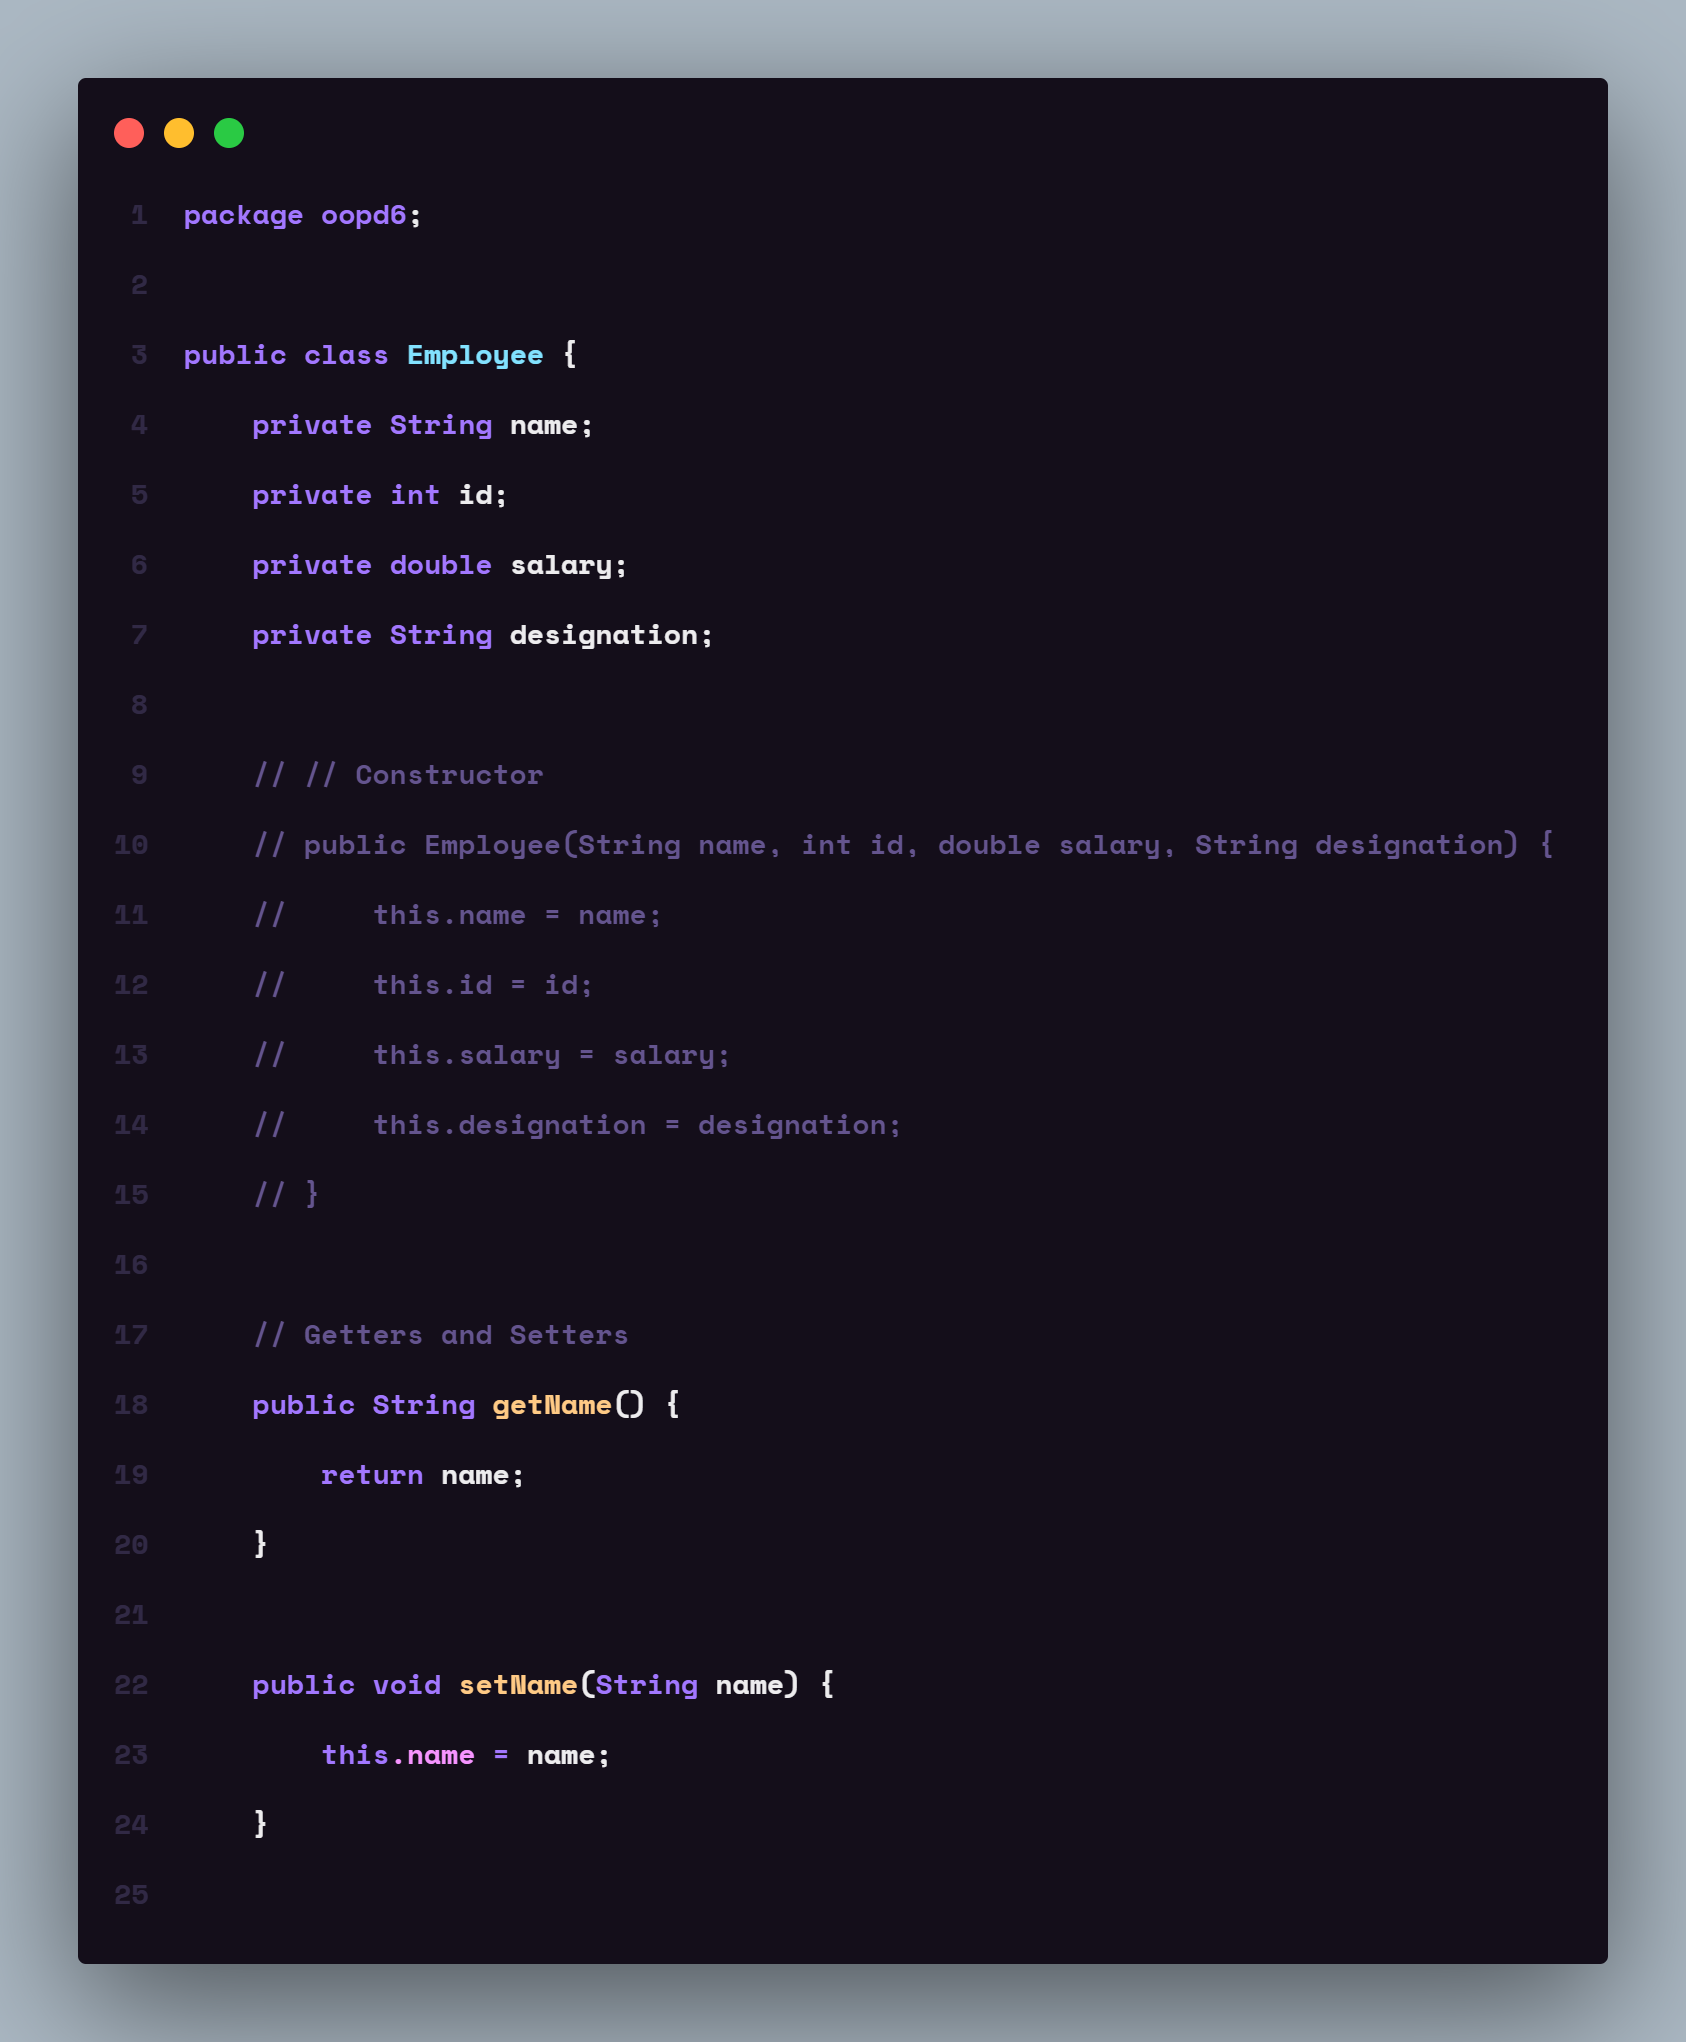 1 package oopd6;
2
3 public class Employee {
4     private String name;
5     private int id;
6     private double salary;
7     private String designation;
8
9     // // Constructor
10     // public Employee(String name, int id, double salary, String designation) {
11     //     this.name = name;
12     //     this.id = id;
13     //     this.salary = salary;
14     //     this.designation = designation;
15     // }
16
17     // Getters and Setters
18     public String getName() {
19         return name;
20     }
21
22     public void setName(String name) {
23         this.name = name;
24     }
25